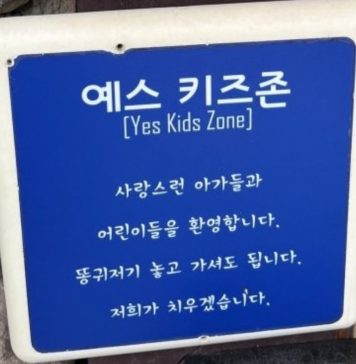 예스 키즈존
[Yes Kids Zone]
사랑스런 아가들과
어린이들을 환영합니다.
똥귀저기 놓고 가셔도 됩니다.
저희가 치우겠습니다.